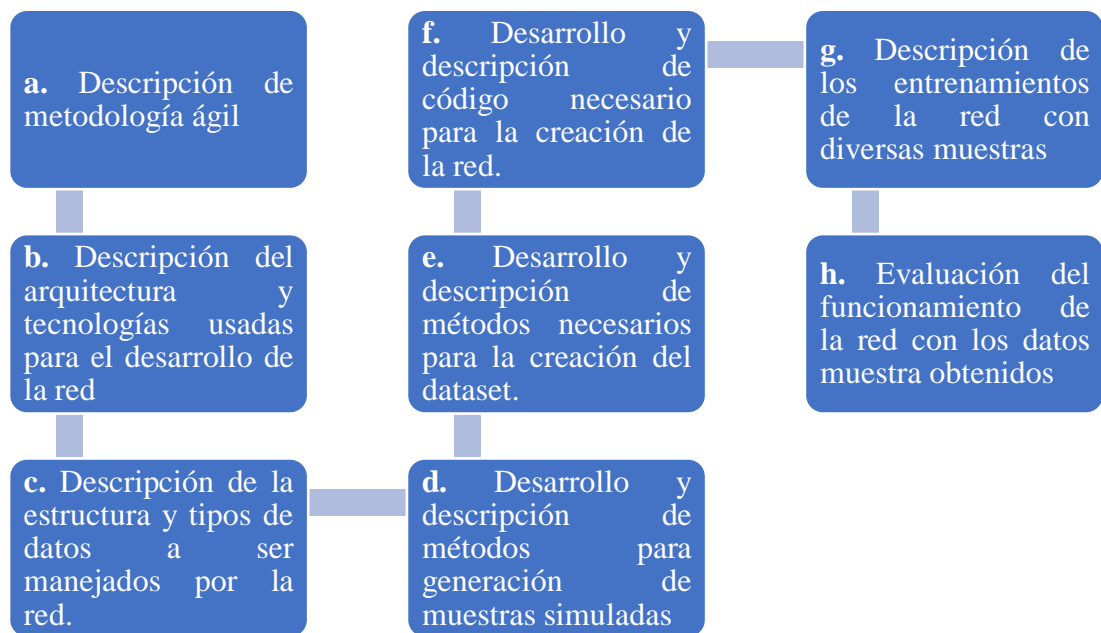 a. Descripción de
metodología ágil
b. Descripción del
arquitectura y
tecnologías usadas
para el desarrollo de
la red
c. Descripción de la
estructura y tipos de
datos a ser
manejados por la
red.
d. Desarrollo y
descripción de
métodos para
generación de
muestras simuladas
e. Desarrollo y
descripción de
métodos necesarios
para la creación del
dataset.
f. Desarrollo y
descripción de
código necesario
para la creación de
la red.
g. Descripción de
los entrenamientos
de la red con
diversas muestras
h. Evaluación del
funcionamiento de
la red con los datos
muestra obtenidos